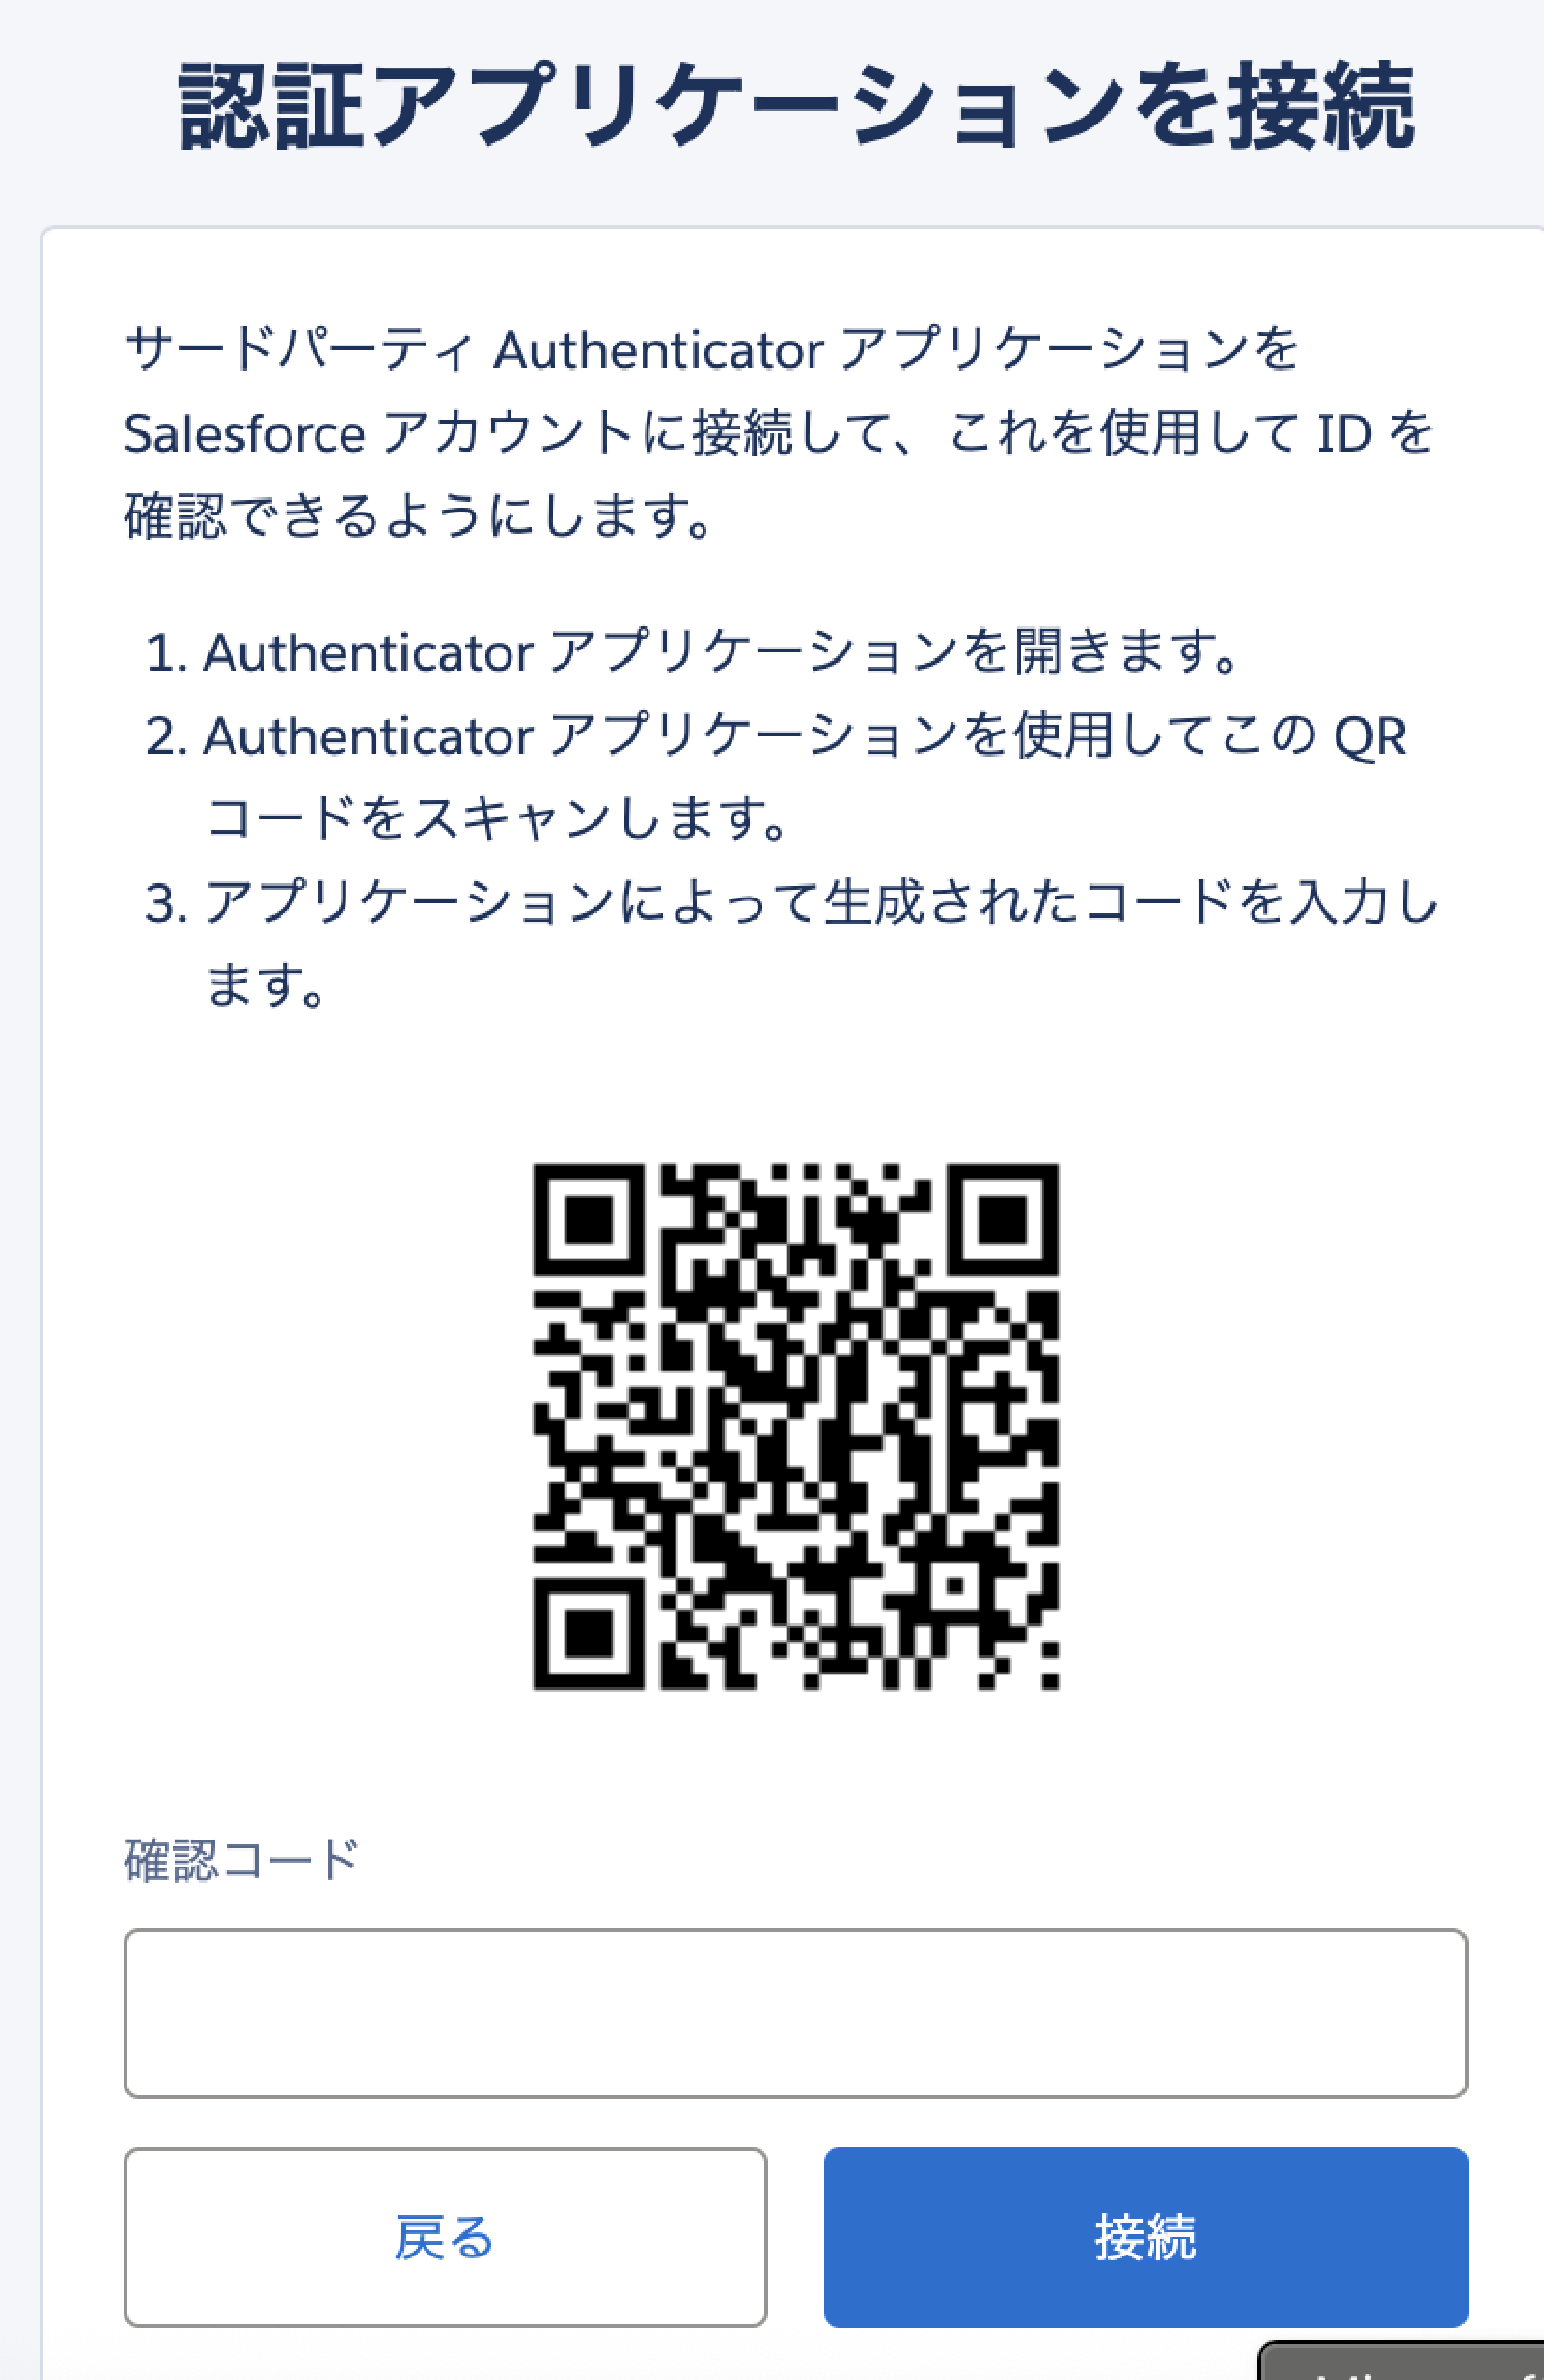 認証アプリケーションを接続
サードパーティ Authenticator アプリケーションを
Salesforce アカウントに接続して、これを使用して ID を
確認できるようにします。
1. Authenticator アプリケーションを開きます。
2. Authenticator アプリケーションを使用してこの QR
コードをスキャンします。
3. アプリケーションによって生成されたコードを入力し
ます。
確認コード
戻る
接続